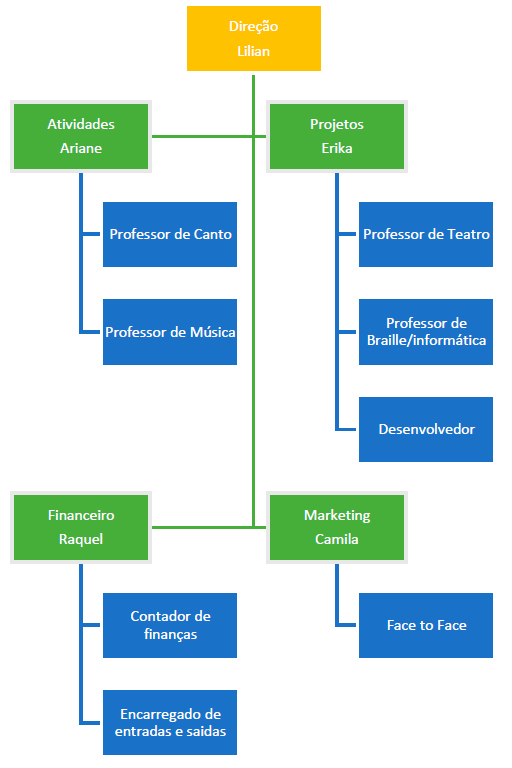 Direção
Lilian
Atividades
Ariane
Projetos
Erika
Professor de Canto
Professor de Teatro
Professor de Música
Professor de
Braille/informática
Desenvolvedor
Financeiro
Raquel
Marketing
Camila
Contador de
finanças
Face to Face
Encarregado de
entradas e saidas